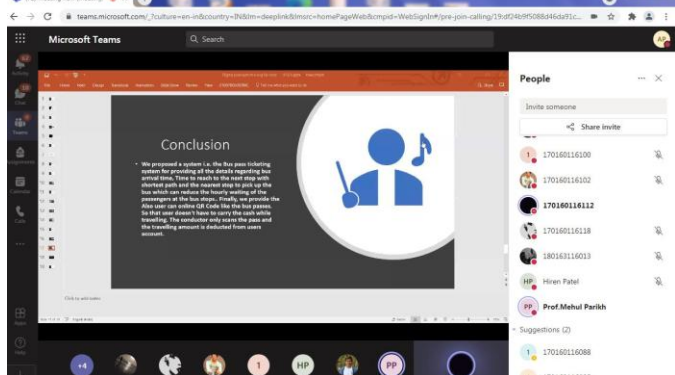 teams.microsoft.com/_?culture=en-in&country=IN&lm=deeplink&lmsrc=homePageWeb&cmpid=WebSignIn#/pre-join-calling/19:df24b9f5088d46da91c...
Microsoft Teams
Search
AP
People
Invite someone
Share invite
Activity
Chat
Teams
Assignments
Calendar
Calls
Apps
Help
Conclusion
• We proposed a system i.e. the Bus pass ticketing
system for providing all the details regarding bus
arrival time, Time to reach to the next stop with
shortest path and the nearest stop to pick up the
bus which can reduce the hourly waiting of the
passengers at the bus stops.. Finally, we provide the
Also user can online QR Code like the bus passes.
So that user doesn't have to carry the cash while
travelling. The conductor only scans the pass and
the travelling amount is deducted from users
account.
Click to add notes
1 170160116100
170160116102
170160116112
170160116118
180163116013
HP Hiren Patel
PP Prof.Mehul Parikh
Suggestions (2)
1 170160116088
+4
1
HP
PP